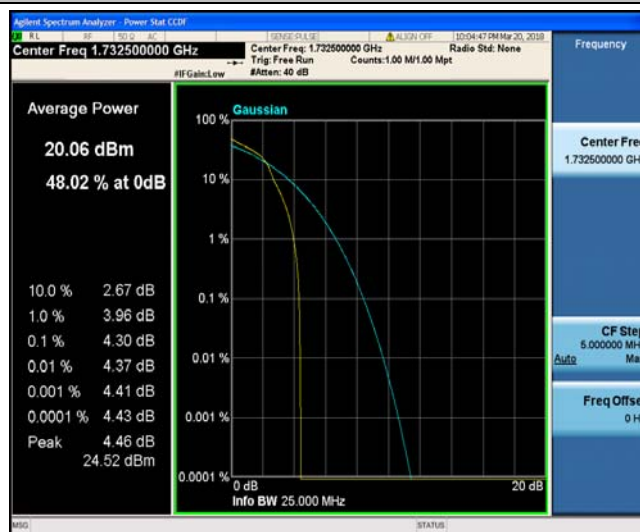 Agilent Spectrum Analyzer - Power Stat CCDF
RL RF 50 Ω AC SENSE:PULSE ALIGN OFF 10:04:47 PM Mar 20, 2018
Center Freq 1.732500000 GHz
Center Freq: 1.732500000 GHz Radio Std: None
Trig: Free Run Counts:1.00 M/1.00 Mpt
#IFGain:Low #Atten: 40 dB
Frequency
Average Power
20.06 dBm
48.02 % at 0dB
10.0 % 2.67 dB
1.0 % 3.96 dB
0.1 % 4.30 dB
0.01 % 4.37 dB
0.001 % 4.41 dB
0.0001 % 4.43 dB
Peak 4.46 dB
24.52 dBm
Gaussian
100 %
10 %
1 %
0.1 %
0.01 %
0.001 %
0.0001 %
0 dB 20 dB
Info BW 25.000 MHz
Center Fre
1.732500000 GH
CF Step
5.000000 MH
Auto Ma
Freq Offse
0 H
MSG STATUS